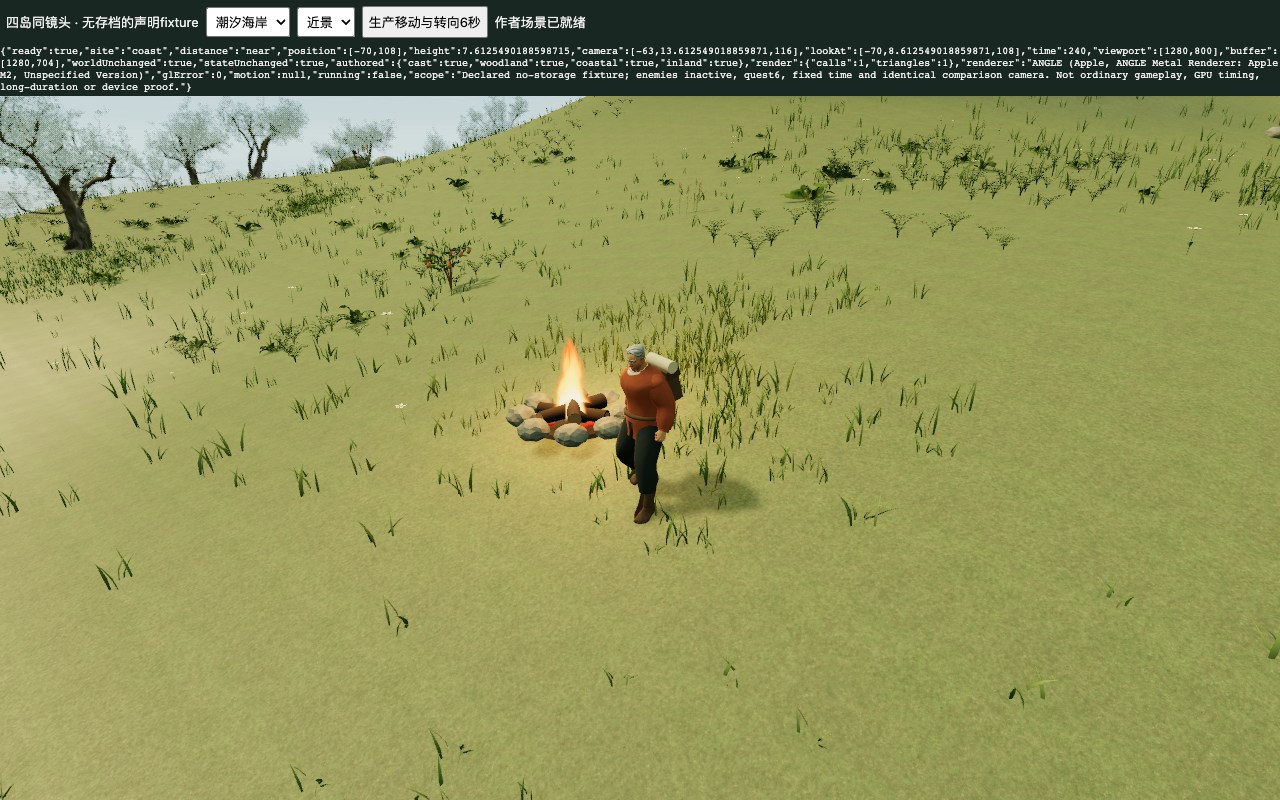 四岛同镜头 · 无存档的声明fixture 潮汐海岸 近景 生产移动与转向6秒 作者场景已就绪
{"ready":true,"site":"coast","distance":"near","position":[-70,108],"height":7.6125490188598715,"camera":[-63,13.612549018859871,116],"lookAt":[-70,8.612549018859871,108],"time":240,"viewport":[1280,800],"buffer":
[1280,704],"worldUnchanged":true,"stateUnchanged":true,"authored":{"cast":true,"woodland":true,"coastal":true,"inland":true},"render":{"calls":1,"triangles":1},"renderer":"ANGLE (Apple, ANGLE Metal Renderer: Apple
M2, Unspecified Version)","glError":0,"motion":null,"running":false,"scope":"Declared no-storage fixture; enemies inactive, quest6, fixed time and identical comparison camera. Not ordinary gameplay, GPU timing,
long-duration or device proof."}